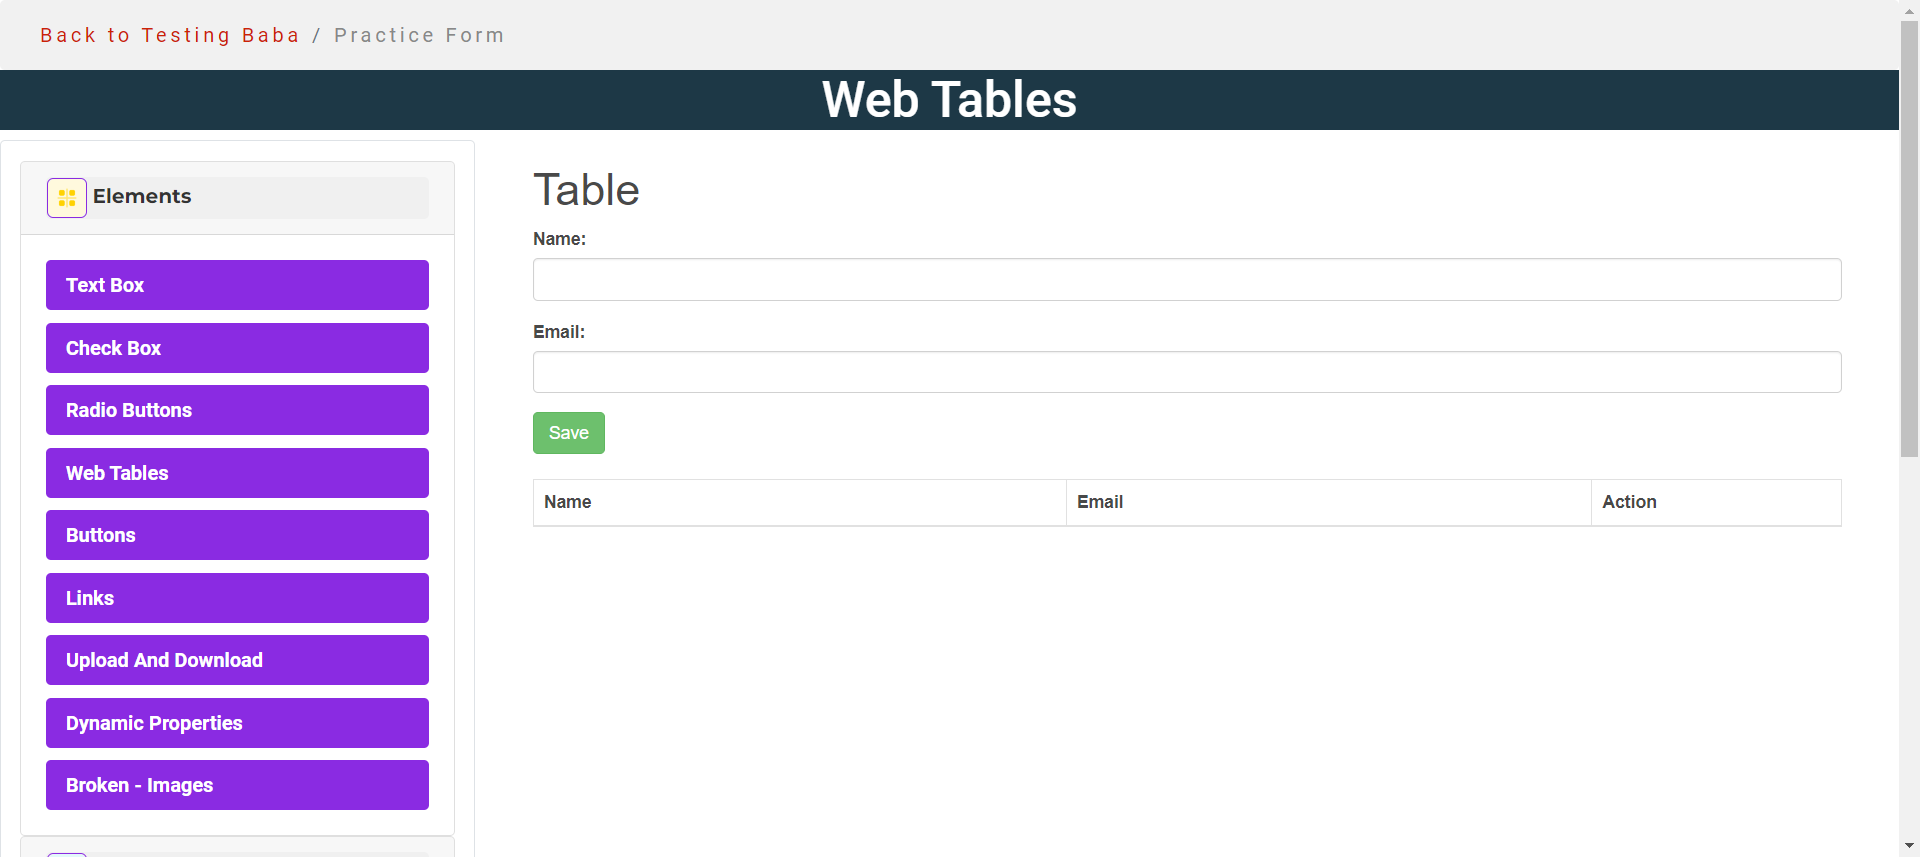 Back to Testing Baba / Practice Form
Web Tables
Elements
Text Box
Check Box
Radio Buttons
Web Tables
Buttons
Links
Upload And Download
Dynamic Properties
Broken - Images
Table
Name:
Email:
Save
Name Email Action